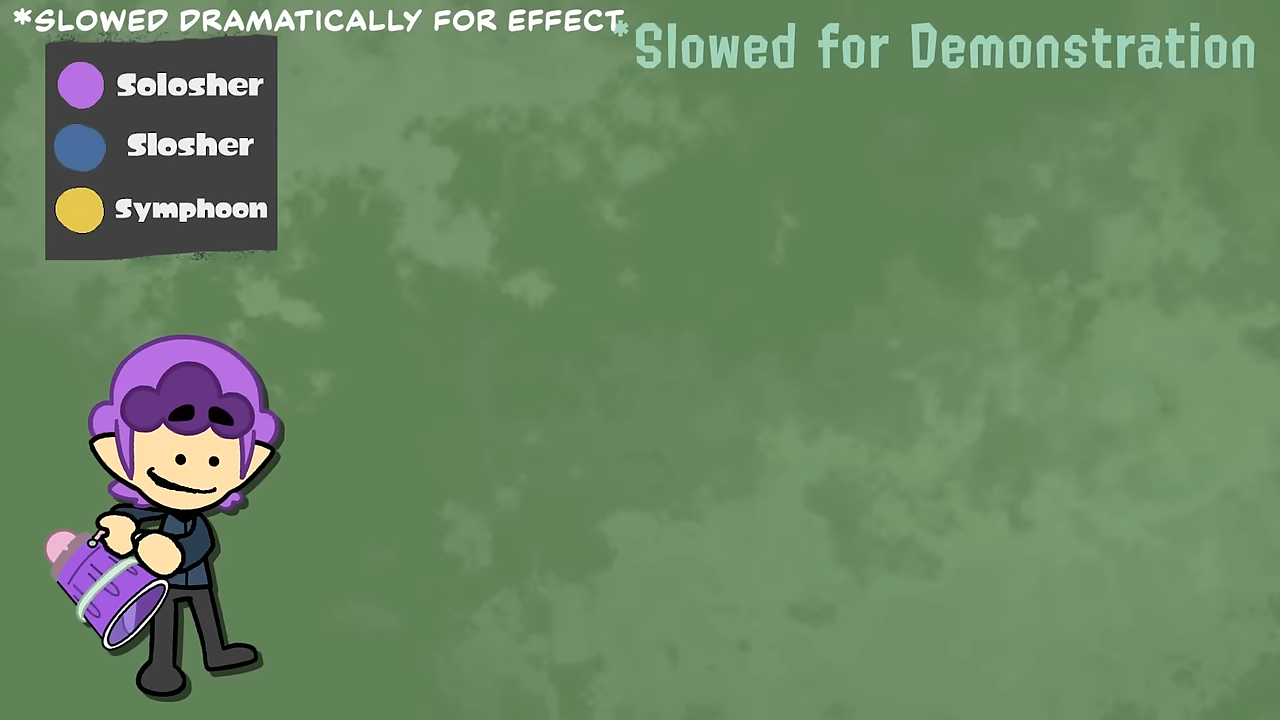 *SLOWED DRAMATICALLY FOR EFFECT
*Slowed for Demonstration
Solosher
Slosher
Symphoon